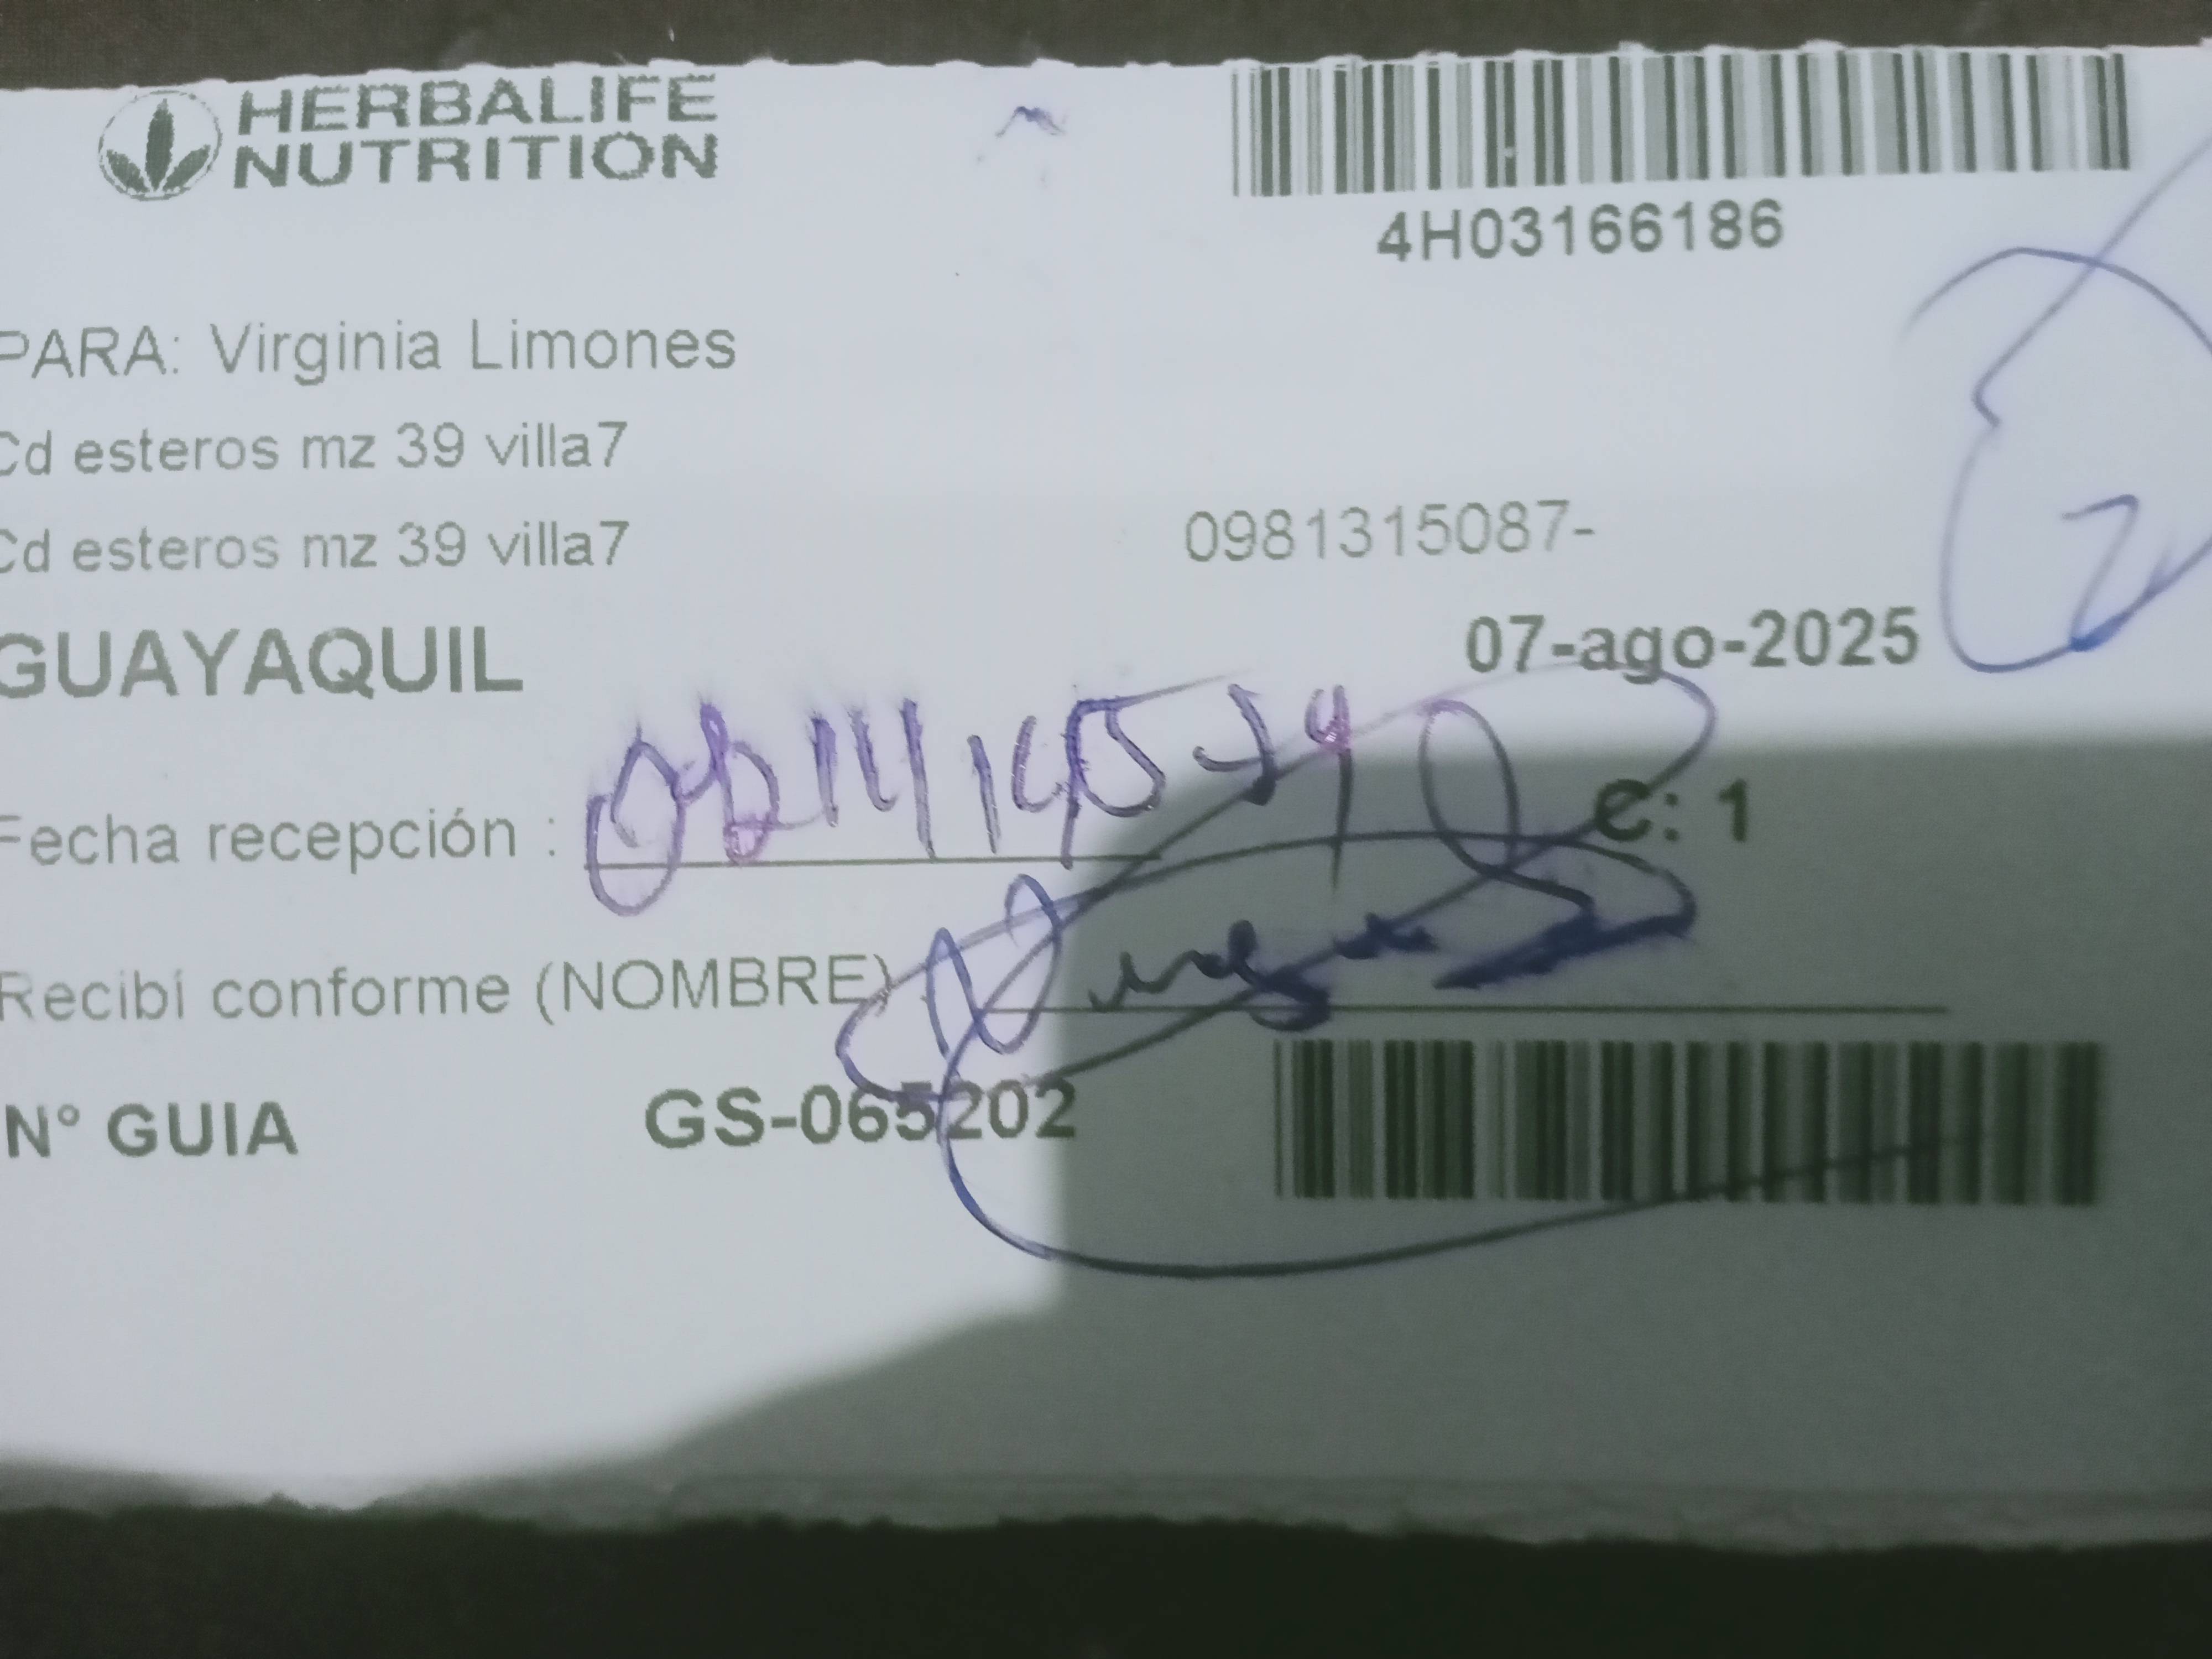 HERBALIFE
NUTRITION
4H03166186
PARA: Virginia Limones
Cd esteros mz 39 villa7
Cd esteros mz 39 villa7
0981315087-
GUAYAQUIL
07-ago-2025
Fecha recepción :
C: 1
Recibí conforme (NOMBRE)
N° GUIA
GS-065202